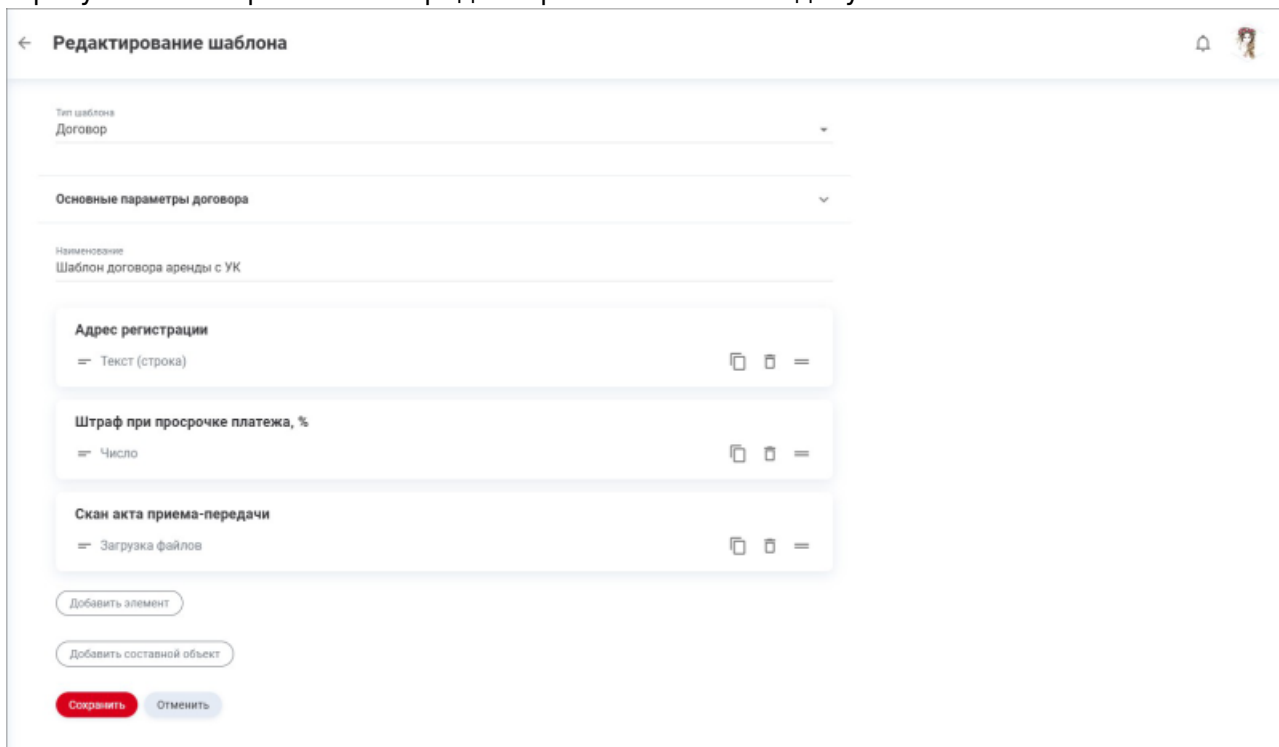 Редактирование шаблона
Тип шаблона
Договор
Основные параметры договора
Наименование
Шаблон договора аренды с УК
Адрес регистрации
Текст (строка)
Штраф при просрочке платежа, %
Число
Скан акта приема-передачи
Загрузка файлов
Добавить элемент
Добавить составной объект
Сохранить Отменить